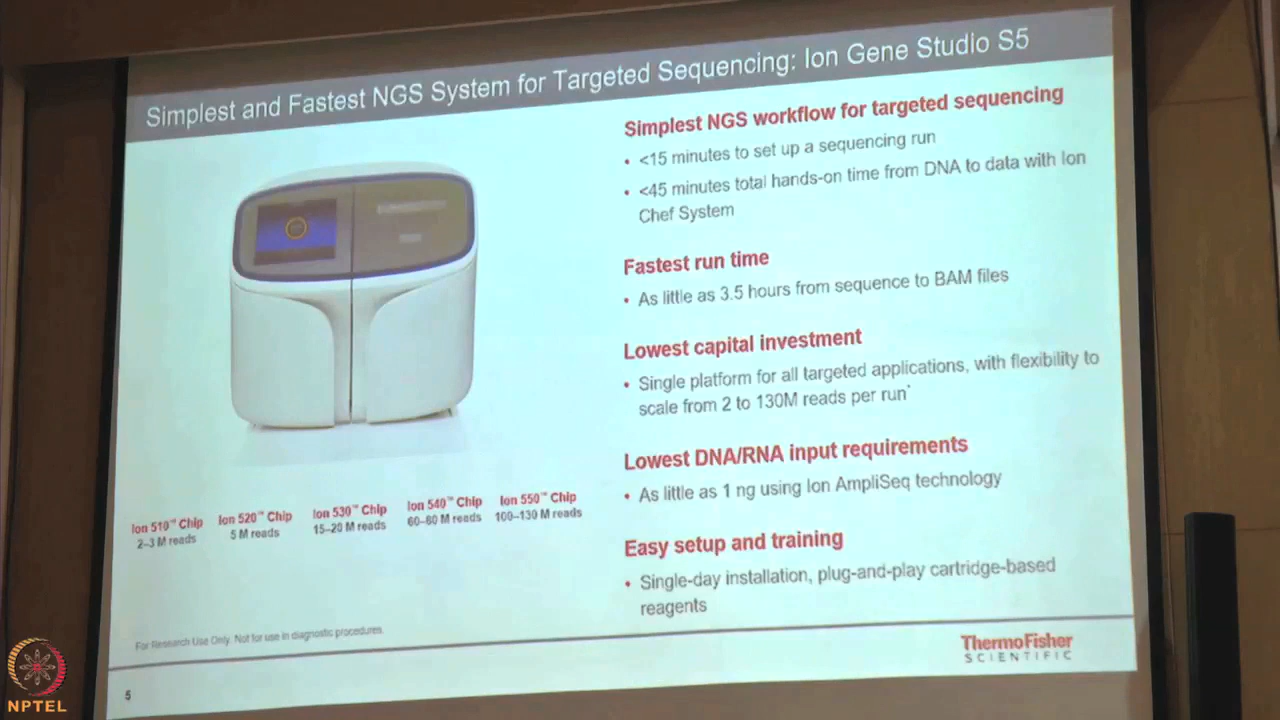 Simplest and Fastest NGS System for Targeted Sequencing: Ion Gene Studio S5
Simplest NGS workflow for targeted sequencing
• <15 minutes to set up a sequencing run
• <45 minutes total hands-on time from DNA to data with Ion
Chef System
Fastest run time
• As little as 3.5 hours from sequence to BAM files
Lowest capital investment
• Single platform for all targeted applications, with flexibility to
scale from 2 to 130M reads per run*
Lowest DNA/RNA input requirements
• As little as 1 ng using Ion AmpliSeq technology
Easy setup and training
• Single-day installation, plug-and-play cartridge-based
reagents
Ion 510™ Chip
2–3 M reads
Ion 520™ Chip
5 M reads
Ion 530™ Chip
15–20 M reads
Ion 540™ Chip
60–80 M reads
Ion 550™ Chip
100–130 M reads
For Research Use Only. Not for use in diagnostic procedures.
ThermoFisher
SCIENTIFIC
5
NPTEL